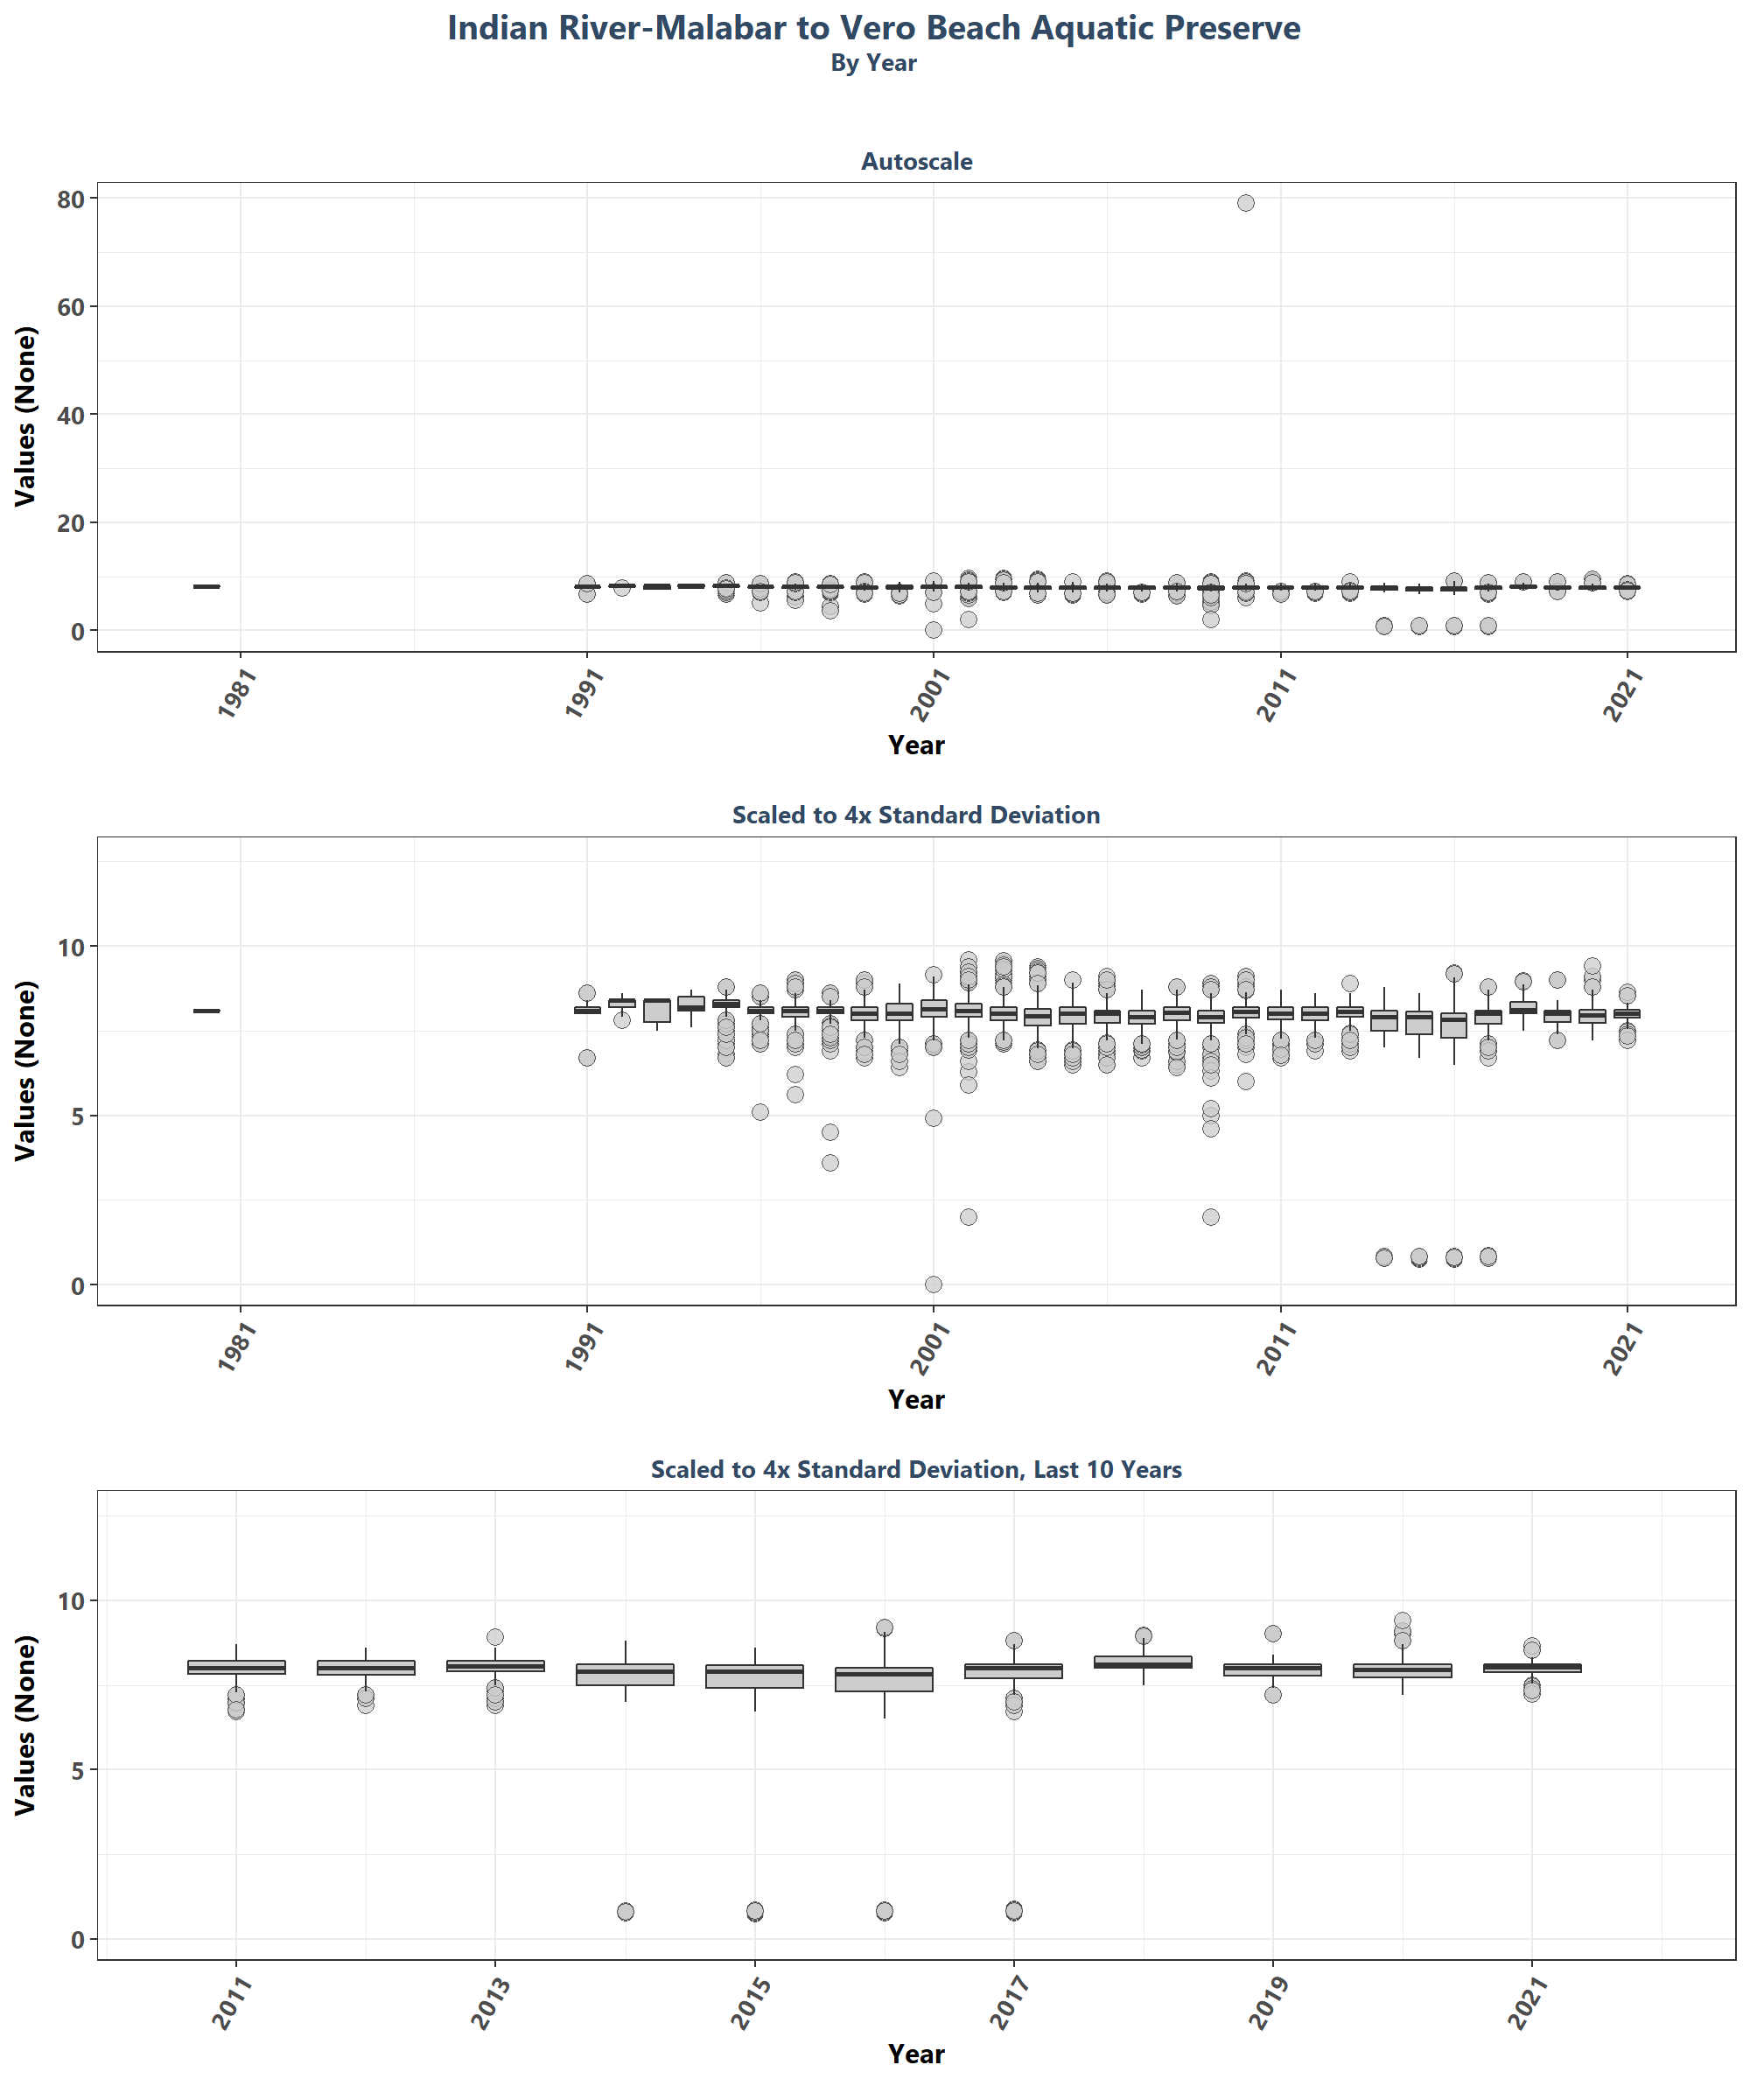 Indian River-Malabar to Vero Beach Aquatic Preserve
By Year
Autoscale
Values (None)
80
60
40
20
0
1981
1991
2001
2011
2021
Year
Scaled to 4x Standard Deviation
Values (None)
10
5
0
1981
1991
2001
2011
2021
Year
Scaled to 4x Standard Deviation, Last 10 Years
Values (None)
10
5
0
2011
2013
2015
2017
2019
2021
Year